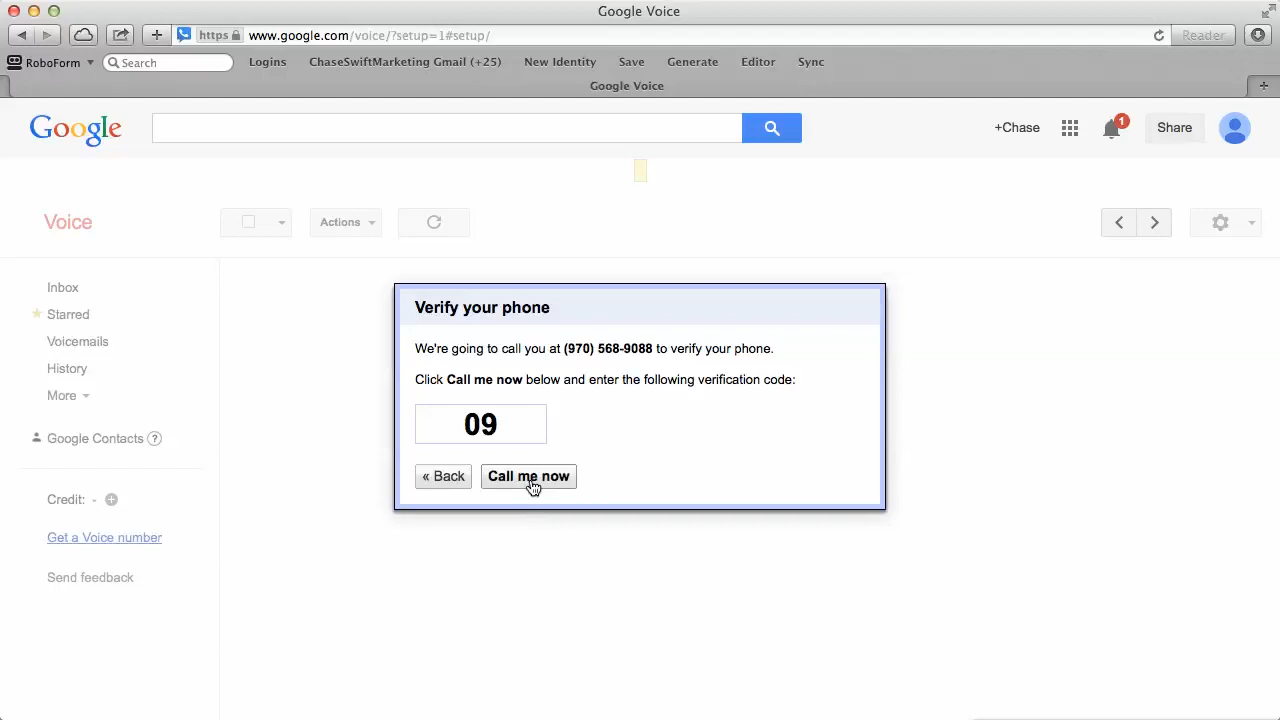 Google Voice
https www.google.com/voice/?setup=1#setup/ Reader
RoboForm Search Logins ChaseSwiftMarketing Gmail (+25) New Identity Save Generate Editor Sync
Google Voice
Google +Chase 1 Share
Voice Actions
Inbox
Starred
Voicemails
History
More
Google Contacts ?
Credit: -
Get a Voice number
Send feedback
Verify your phone
We're going to call you at (970) 568-9088 to verify your phone.
Click Call me now below and enter the following verification code:
09
« Back Call me now